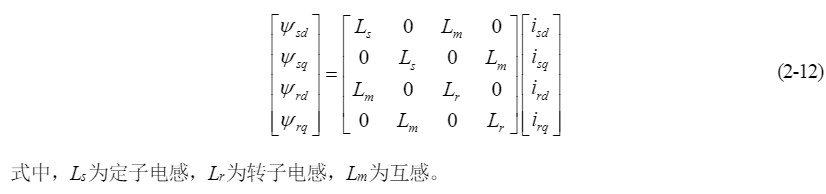 ψsd Ls 0 Lm 0 isd
ψsq 0 Ls 0 Lm isq
= (2-12)
ψrd Lm 0 Lr 0 ird
ψrq 0 Lm 0 Lr irq
式中，Ls为定子电感，Lr为转子电感，Lm为互感。